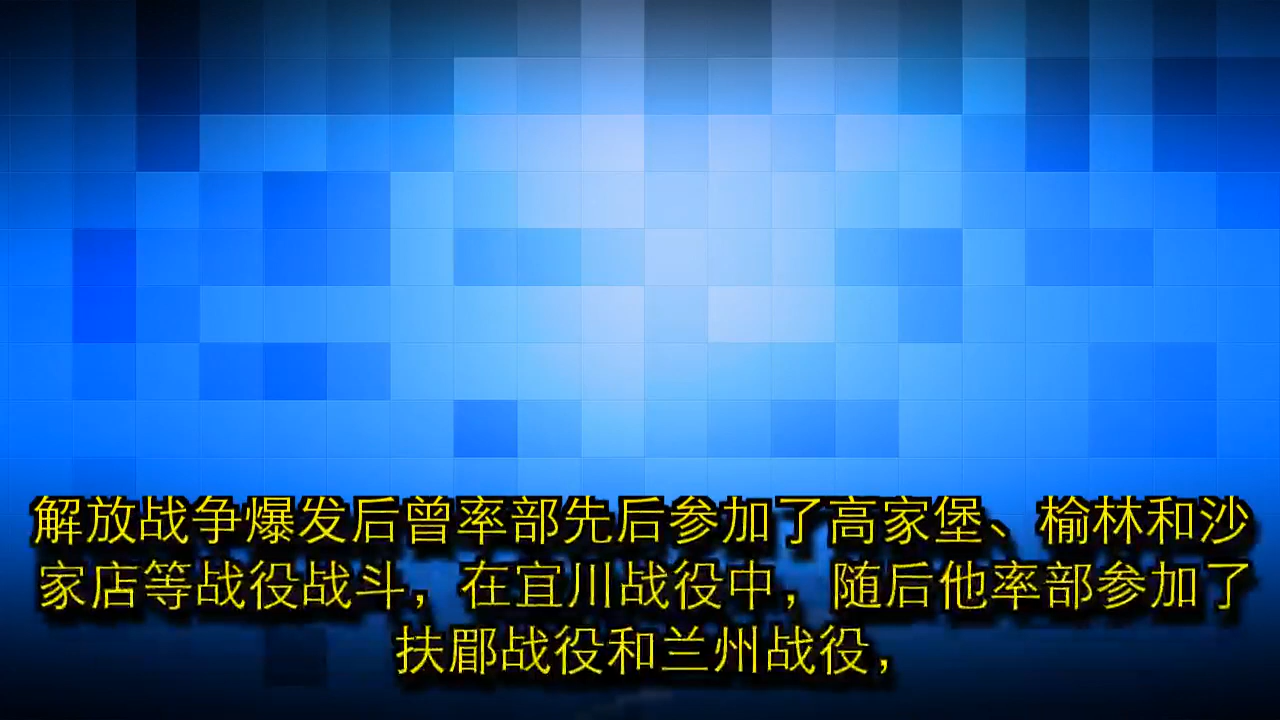 解放战争爆发后曾率部先后参加了高家堡、榆林和沙
家店等战役战斗，在宜川战役中，随后他率部参加了
扶郿战役和兰州战役，